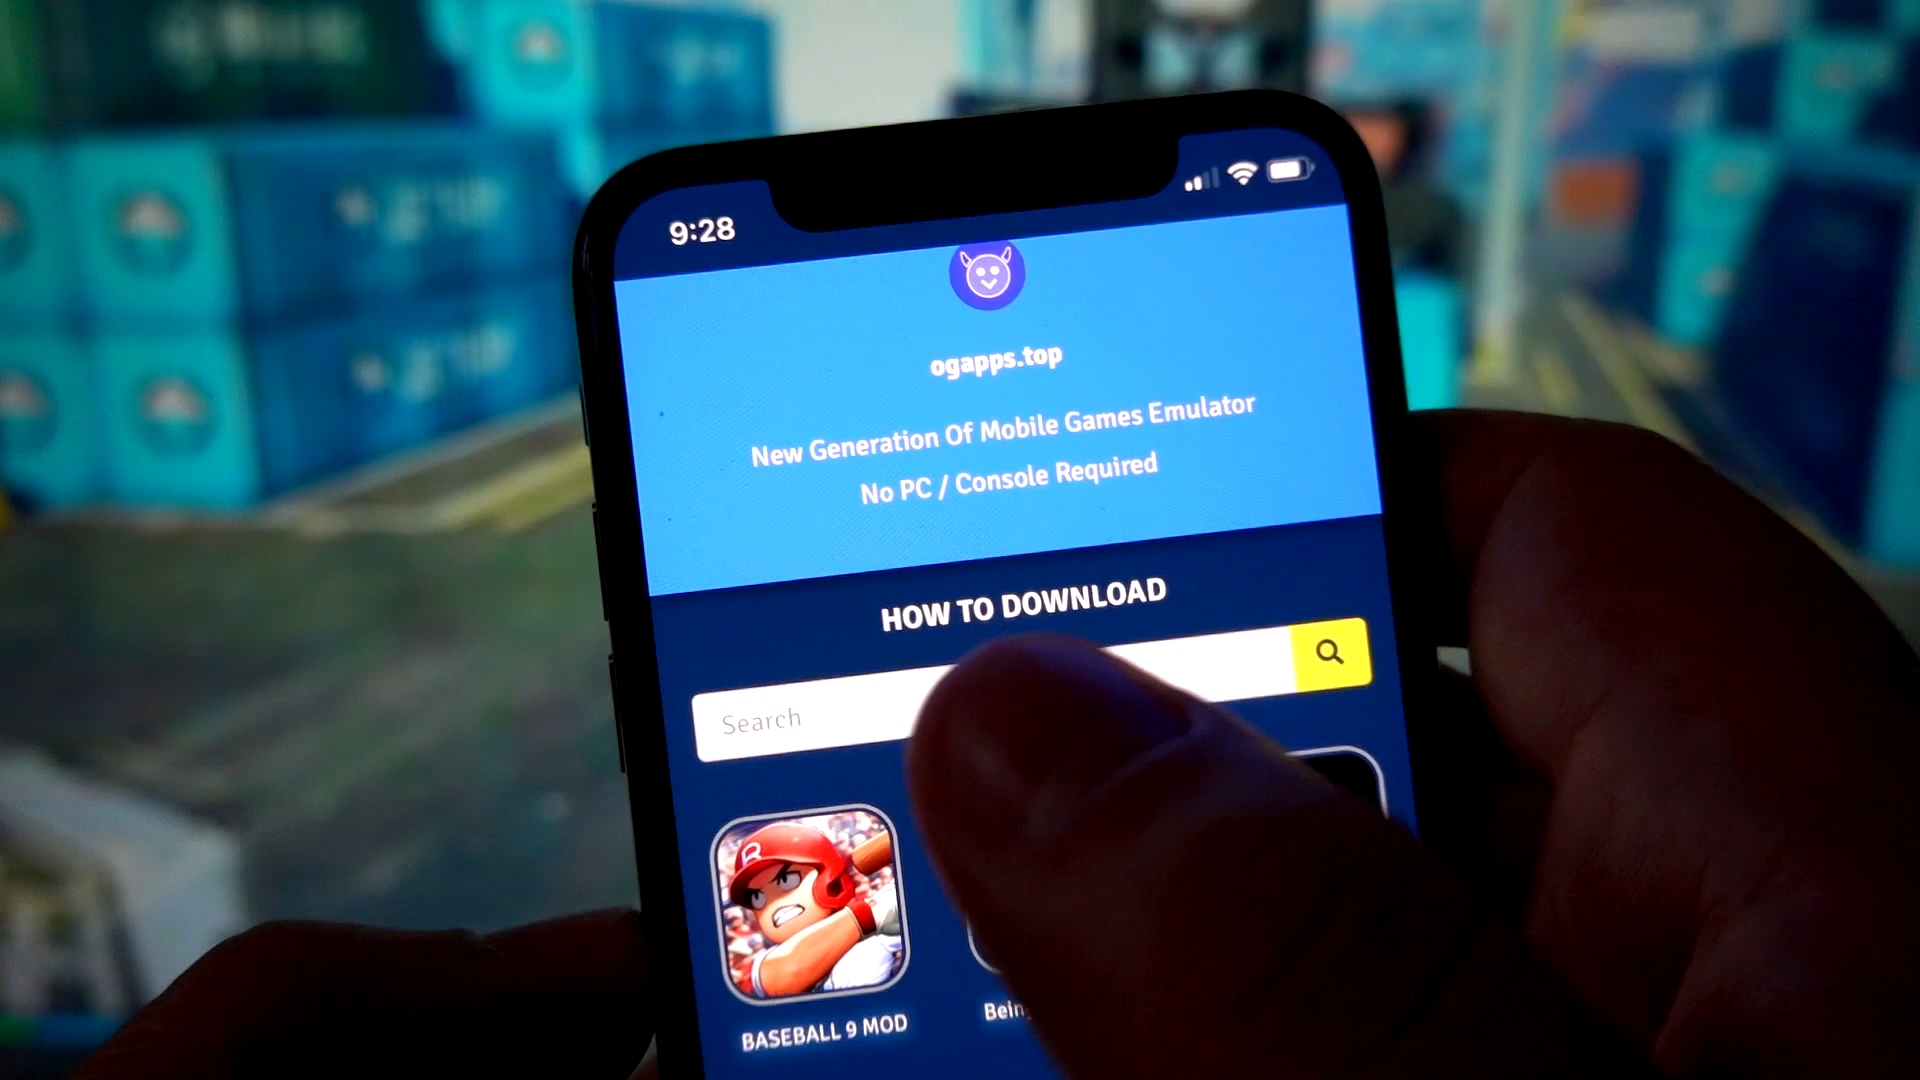 9:28
ogapps.top
New Generation Of Mobile Games Emulator
No PC / Console Required
HOW TO DOWNLOAD
Search
BASEBALL 9 MOD